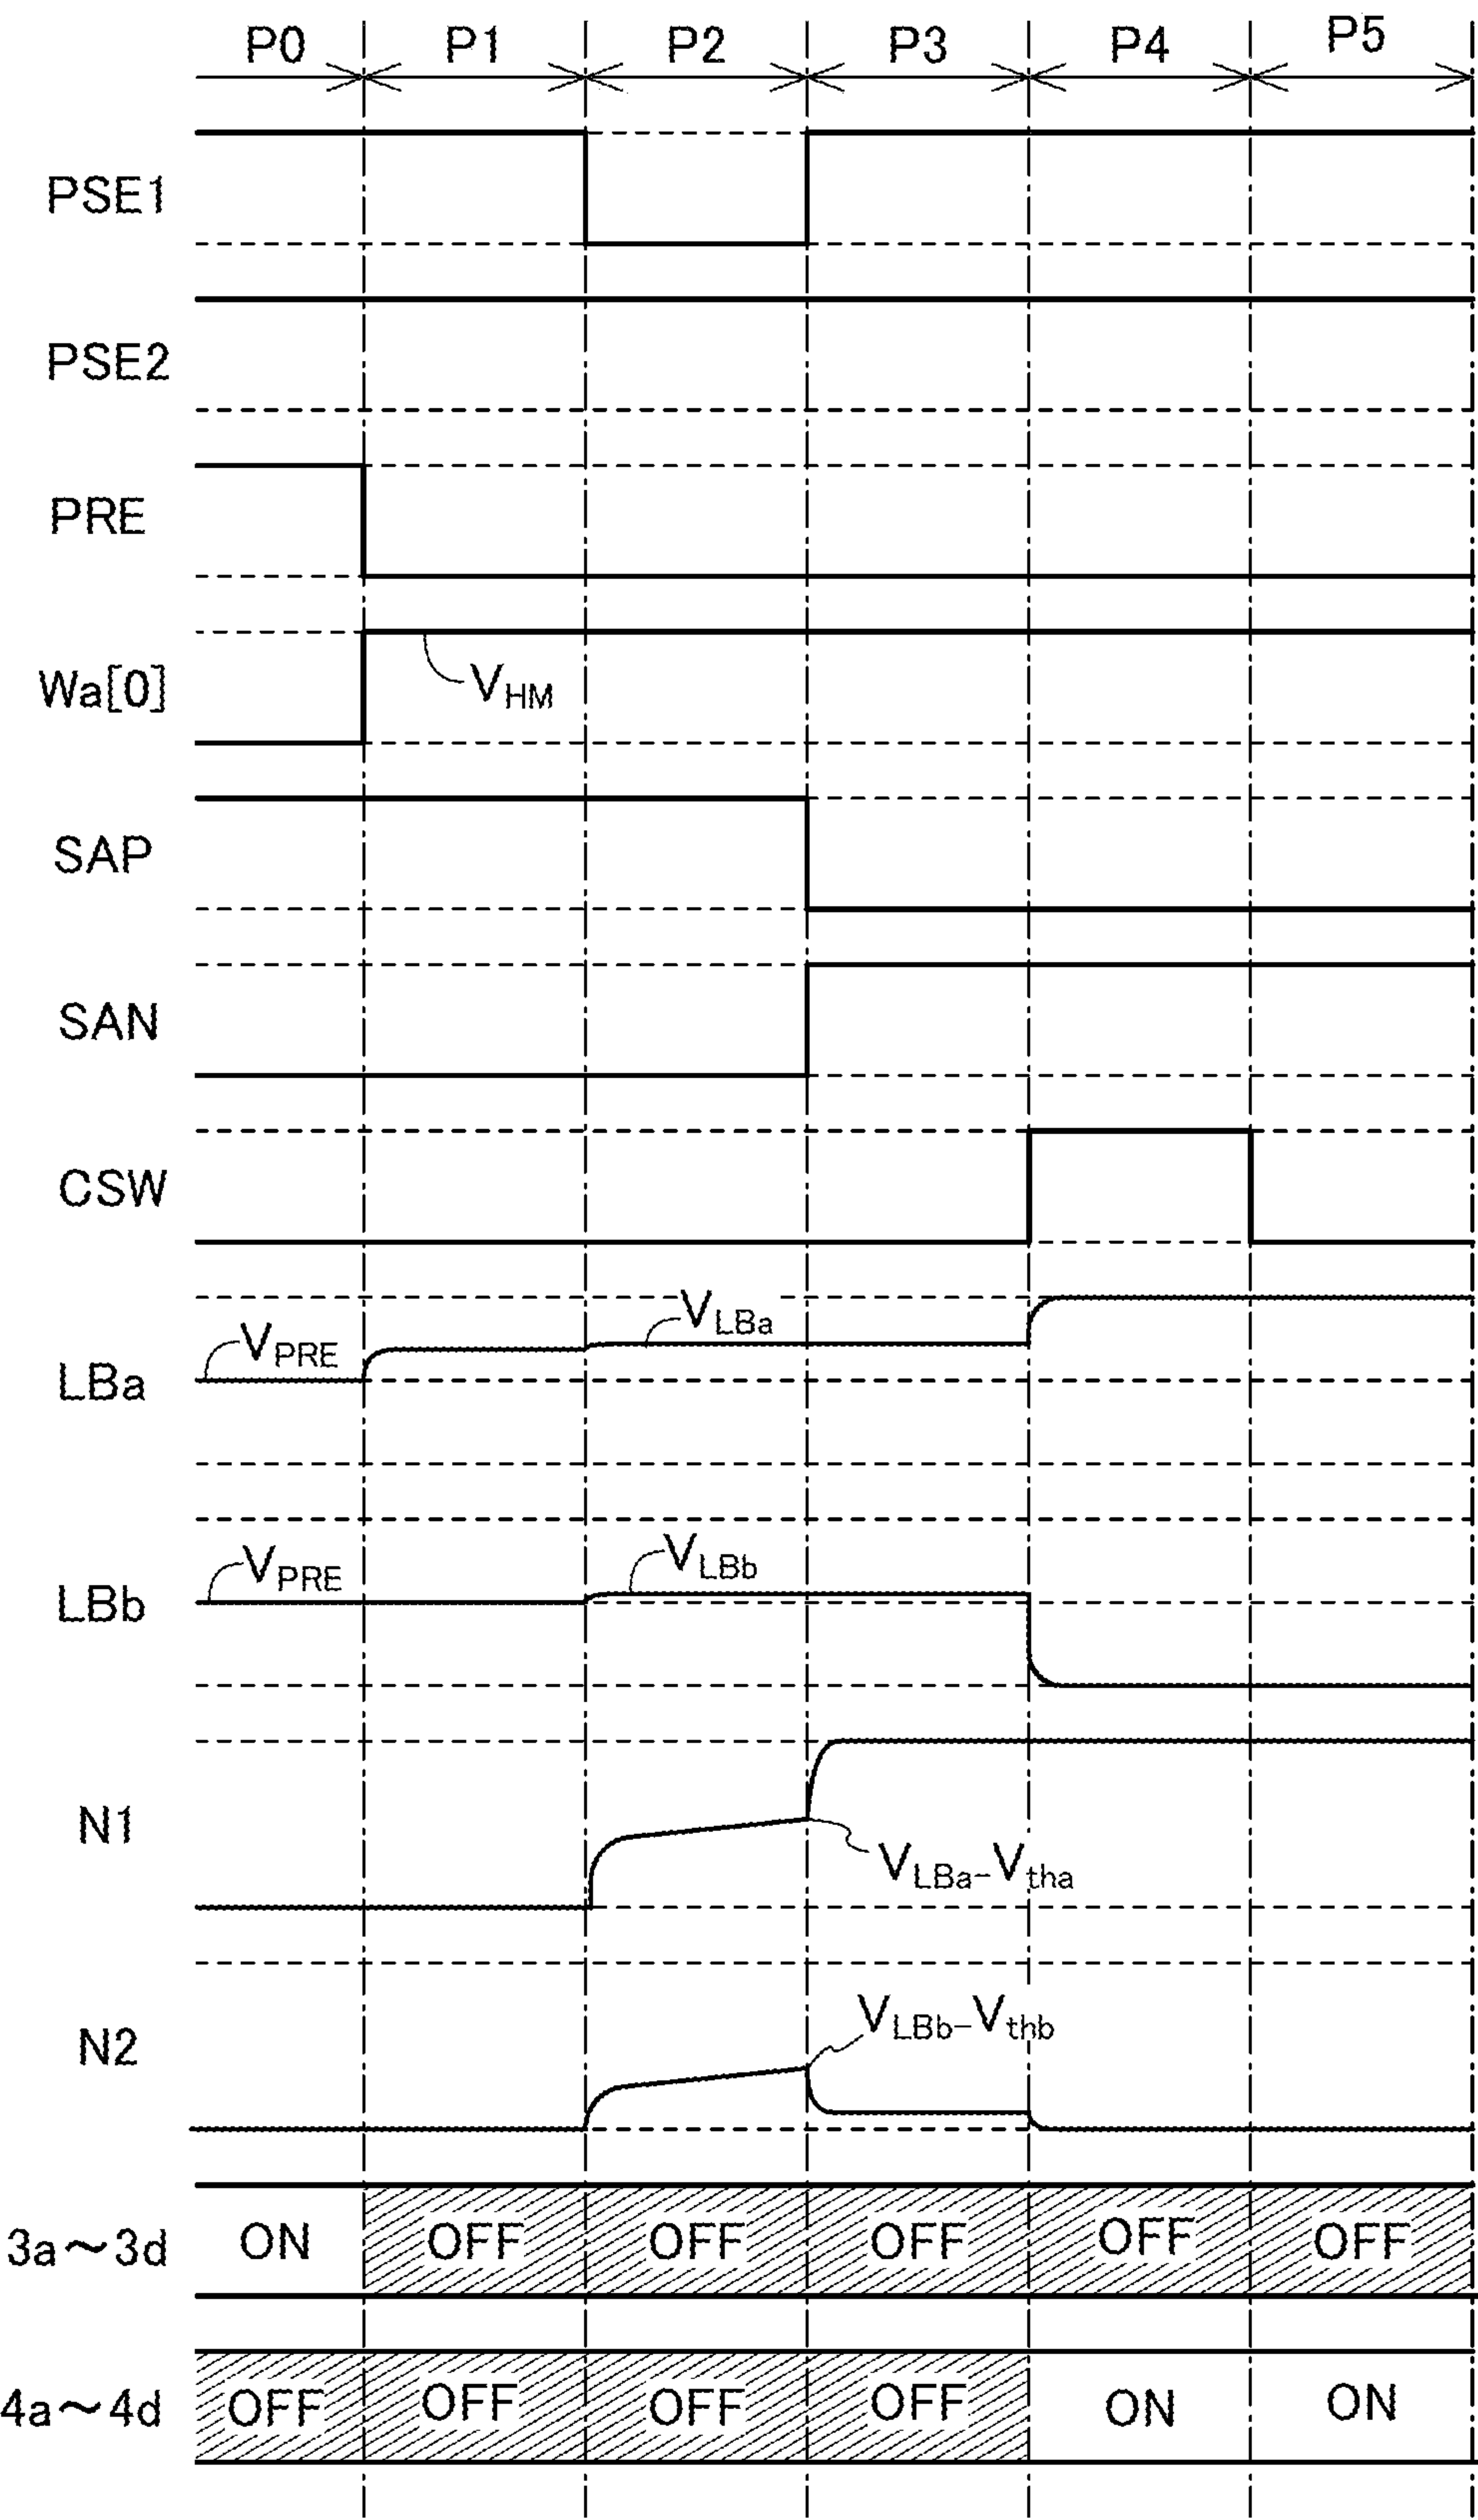 P0 P1 P2 P3 P4 P5
PSE1
PSE2
PRE
Wa[0]
VHM
SAP
SAN
CSW
VLBa
VPRE
LBa
VLBb
VPRE
LBb
N1
VLBa-Vtha
VLBb-Vthb
N2
3a～3d ON OFF OFF OFF OFF OFF
4a～4d OFF OFF OFF OFF ON ON